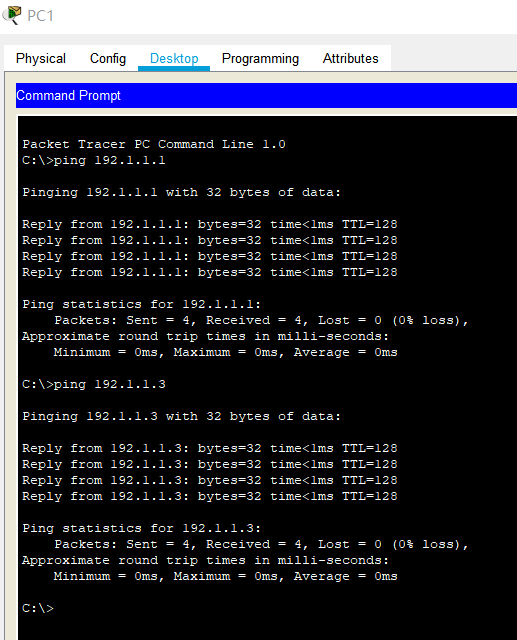 PC1
Physical Config Desktop Programming Attributes
Command Prompt
Packet Tracer PC Command Line 1.0
C:\>ping 192.1.1.1
Pinging 192.1.1.1 with 32 bytes of data:
Reply from 192.1.1.1: bytes=32 time<1ms TTL=128
Reply from 192.1.1.1: bytes=32 time<1ms TTL=128
Reply from 192.1.1.1: bytes=32 time<1ms TTL=128
Reply from 192.1.1.1: bytes=32 time<1ms TTL=128
Ping statistics for 192.1.1.1:
    Packets: Sent = 4, Received = 4, Lost = 0 (0% loss),
Approximate round trip times in milli-seconds:
    Minimum = 0ms, Maximum = 0ms, Average = 0ms
C:\>ping 192.1.1.3
Pinging 192.1.1.3 with 32 bytes of data:
Reply from 192.1.1.3: bytes=32 time<1ms TTL=128
Reply from 192.1.1.3: bytes=32 time<1ms TTL=128
Reply from 192.1.1.3: bytes=32 time<1ms TTL=128
Reply from 192.1.1.3: bytes=32 time<1ms TTL=128
Ping statistics for 192.1.1.3:
    Packets: Sent = 4, Received = 4, Lost = 0 (0% loss),
Approximate round trip times in milli-seconds:
    Minimum = 0ms, Maximum = 0ms, Average = 0ms
C:\>